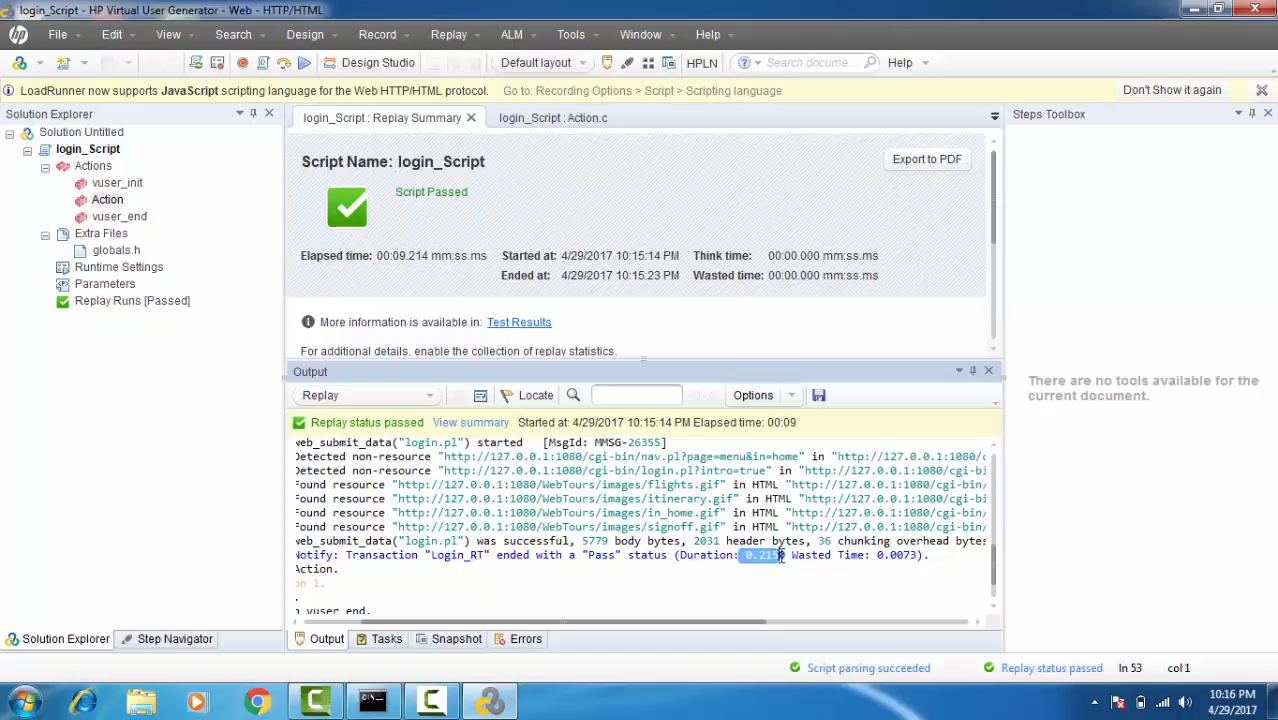 login_Script - HP Virtual User Generator - Web - HTTP/HTML
File Edit View Search Design Record Replay ALM Tools Window Help
Design Studio Default layout HPLN Search docume... Help
LoadRunner now supports JavaScript scripting language for the Web HTTP/HTML protocol. Go to: Recording Options > Script > Scripting language Don't Show it again
Solution Explorer
Solution Untitled
login_Script
Actions
vuser_init
Action
vuser_end
Extra Files
globals.h
Runtime Settings
Parameters
Replay Runs [Passed]
login_Script : Replay Summary login_Script : Action.c
Script Name: login_Script Export to PDF
Script Passed
Elapsed time: 00:09.214 mm:ss.ms Started at: 4/29/2017 10:15:14 PM Think time: 00:00.000 mm:ss.ms
Ended at: 4/29/2017 10:15:23 PM Wasted time: 00:00.000 mm:ss.ms
More information is available in: Test Results
For additional details, enable the collection of replay statistics.
Steps Toolbox
There are no tools available for the
current document.
Output
Replay Locate Options
Replay status passed View summary Started at: 4/29/2017 10:15:14 PM Elapsed time: 00:09
web_submit_data("login.pl") started [MsgId: MMSG-26355]
Detected non-resource "http://127.0.0.1:1080/cgi-bin/nav.pl?page=menu&in=home" in "http://127.0.0.1:1080/c
Detected non-resource "http://127.0.0.1:1080/cgi-bin/login.pl?intro=true" in "http://127.0.0.1:1080/cgi-bi
Found resource "http://127.0.0.1:1080/WebTours/images/flights.gif" in HTML "http://127.0.0.1:1080/cgi-bin/
Found resource "http://127.0.0.1:1080/WebTours/images/itinerary.gif" in HTML "http://127.0.0.1:1080/cgi-bi
Found resource "http://127.0.0.1:1080/WebTours/images/in_home.gif" in HTML "http://127.0.0.1:1080/cgi-bin/
Found resource "http://127.0.0.1:1080/WebTours/images/signoff.gif" in HTML "http://127.0.0.1:1080/cgi-bin/
web_submit_data("login.pl") was successful, 5779 body bytes, 2031 header bytes, 36 chunking overhead bytes
Notify: Transaction "Login_RT" ended with a "Pass" status (Duration: 0.2150 Wasted Time: 0.0073).
Action.
on 1.
.
n vuser_end.
Solution Explorer Step Navigator Output Tasks Snapshot Errors
Script parsing succeeded Replay status passed ln 53 col 1
10:16 PM
4/29/2017